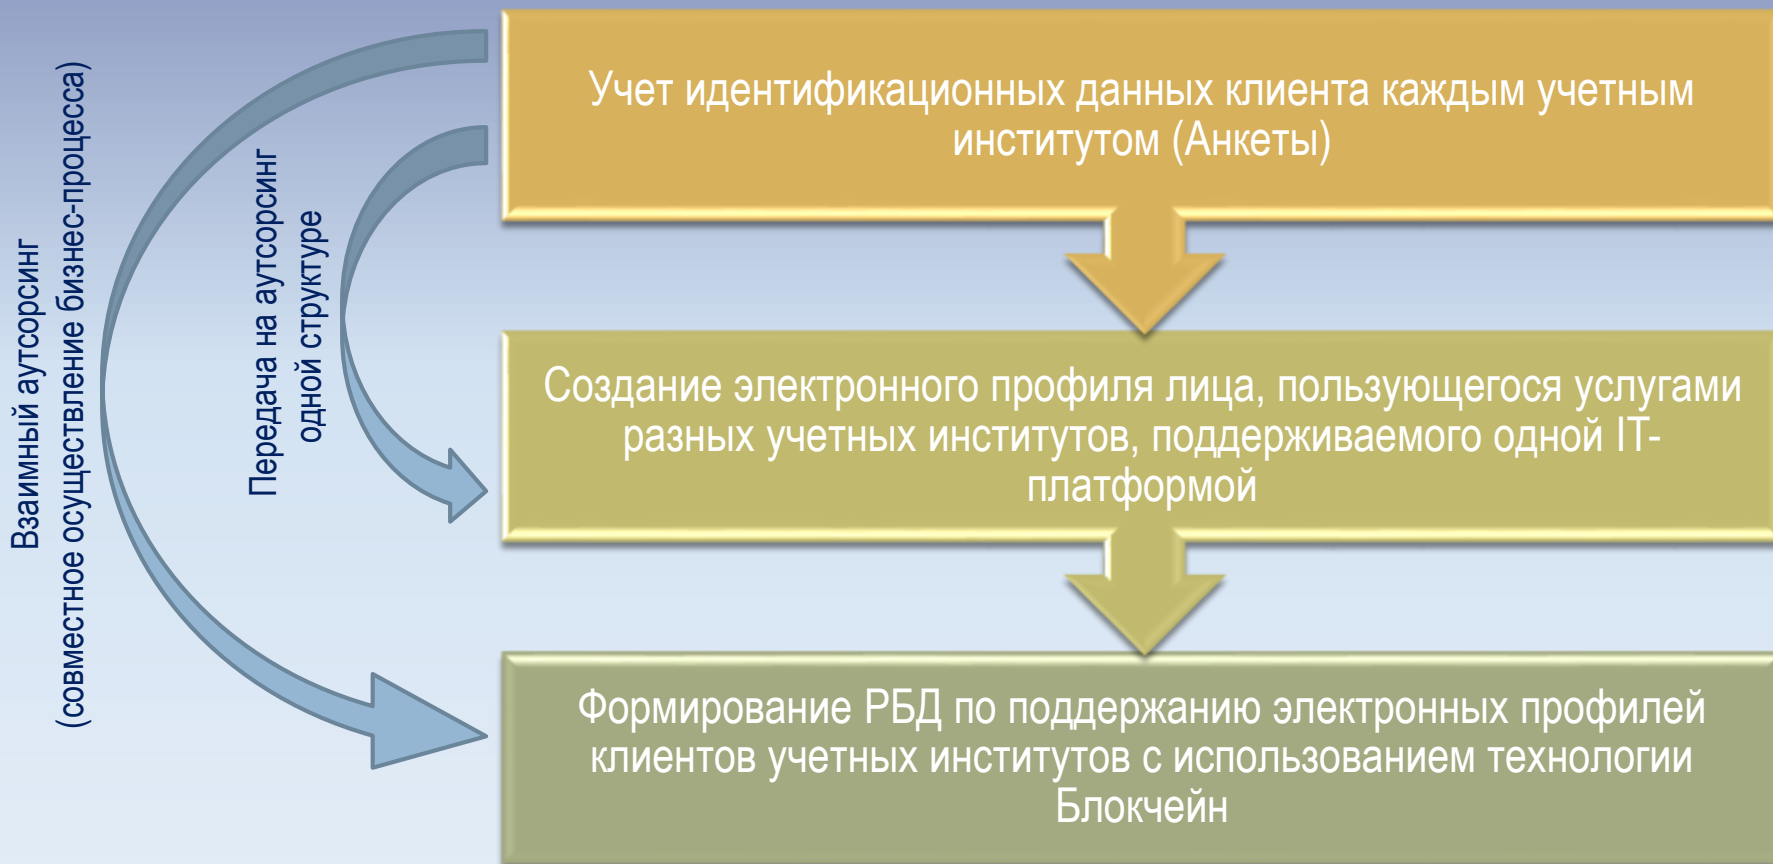 Взаимный аутсорсинг
(совместное осуществление бизнес-процесса)
Передача на аутсорсинг
одной структуре
Учет идентификационных данных клиента каждым учетным
институтом (Анкеты)
Создание электронного профиля лица, пользующегося услугами
разных учетных институтов, поддерживаемого одной IT-
платформой
Формирование РБД по поддержанию электронных профилей
клиентов учетных институтов с использованием технологии
Блокчейн